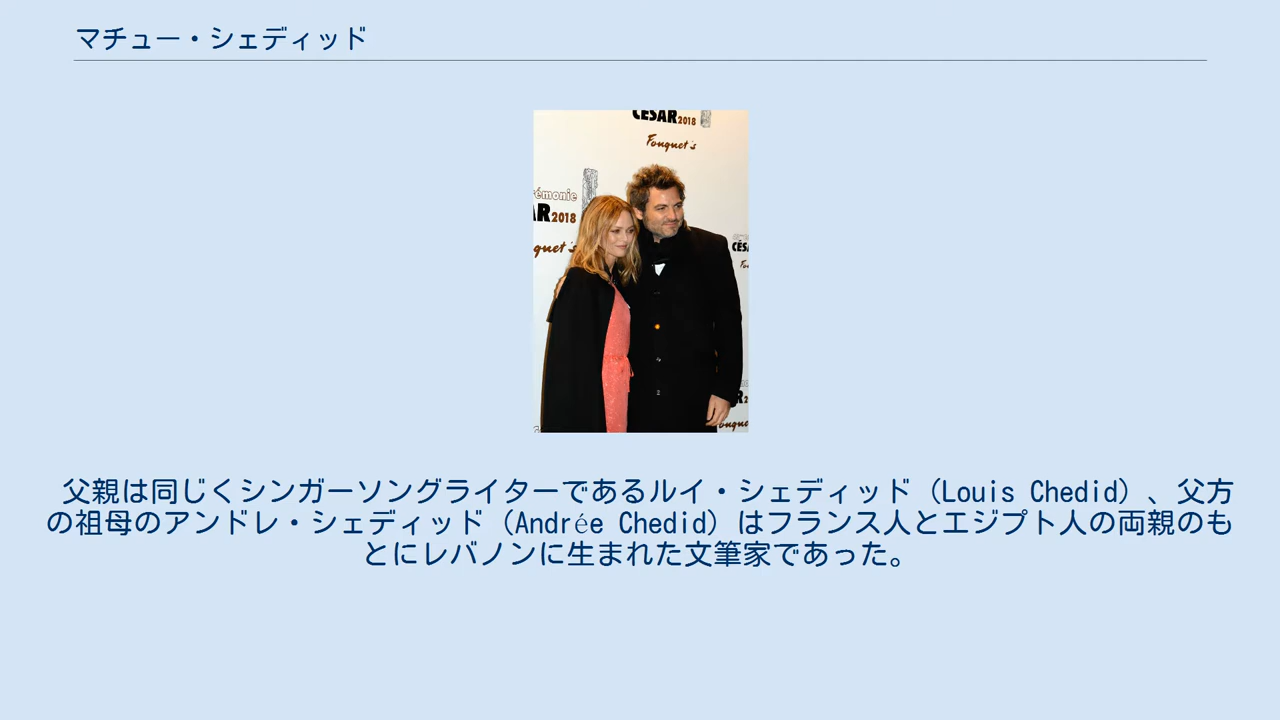 マチュー・シェディッド
CÉSAR 2018
Fouquet's
émonie
AR 2018
quet's
CÉS
父親は同じくシンガーソングライターであるルイ・シェディッド（Louis Chedid）、父方
の祖母のアンドレ・シェディッド（Andrée Chedid）はフランス人とエジプト人の両親のも
とにレバノンに生まれた文筆家であった。